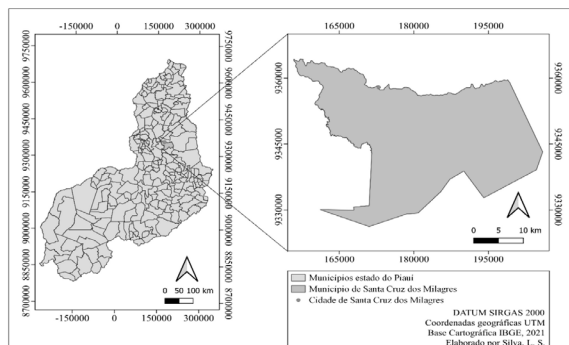 -150000 0 150000 300000
9750000
9600000
9450000
9300000
9150000
9000000
8850000
8700000
9750000
9600000
9450000
9300000
9150000
9000000
8850000
8700000
0 50 100 km
-150000 0 150000 300000
165000 180000 195000
9360000
9345000
9330000
9360000
9345000
9330000
0 5 10 km
165000 180000 195000
Municípios estado do Piauí
Município de Santa Cruz dos Milagres
Cidade de Santa Cruz dos Milagres
DATUM SIRGAS 2000
Coordenadas geográficas UTM
Base Cartográfica IBGE, 2021
Elaborado por Silva, L. S.